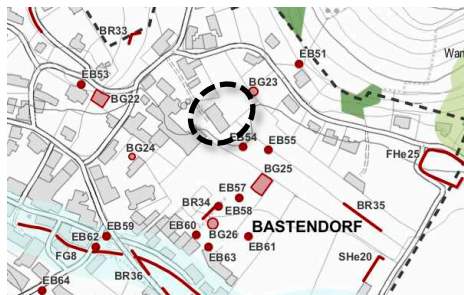 BR33
EB51
Wan
EB53
BG23
BG22
EB54
EB55
BG24
FHe25
BG25
EB57
BR34
EB58
BR35
BASTENDORF
EB59
EB60
BG26
EB61
EB62
EB63
FG8
SHe20
BR36
EB64